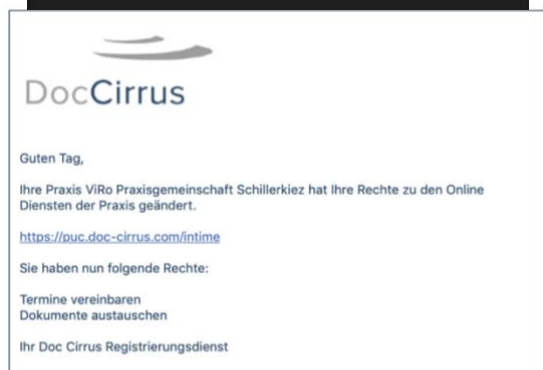 DocCirrus
Guten Tag,
Ihre Praxis ViRo Praxisgemeinschaft Schillerkiez hat Ihre Rechte zu den Online
Diensten der Praxis geändert.
https://puc.doc-cirrus.com/intime
Sie haben nun folgende Rechte:
Termine vereinbaren
Dokumente austauschen
Ihr Doc Cirrus Registrierungsdienst